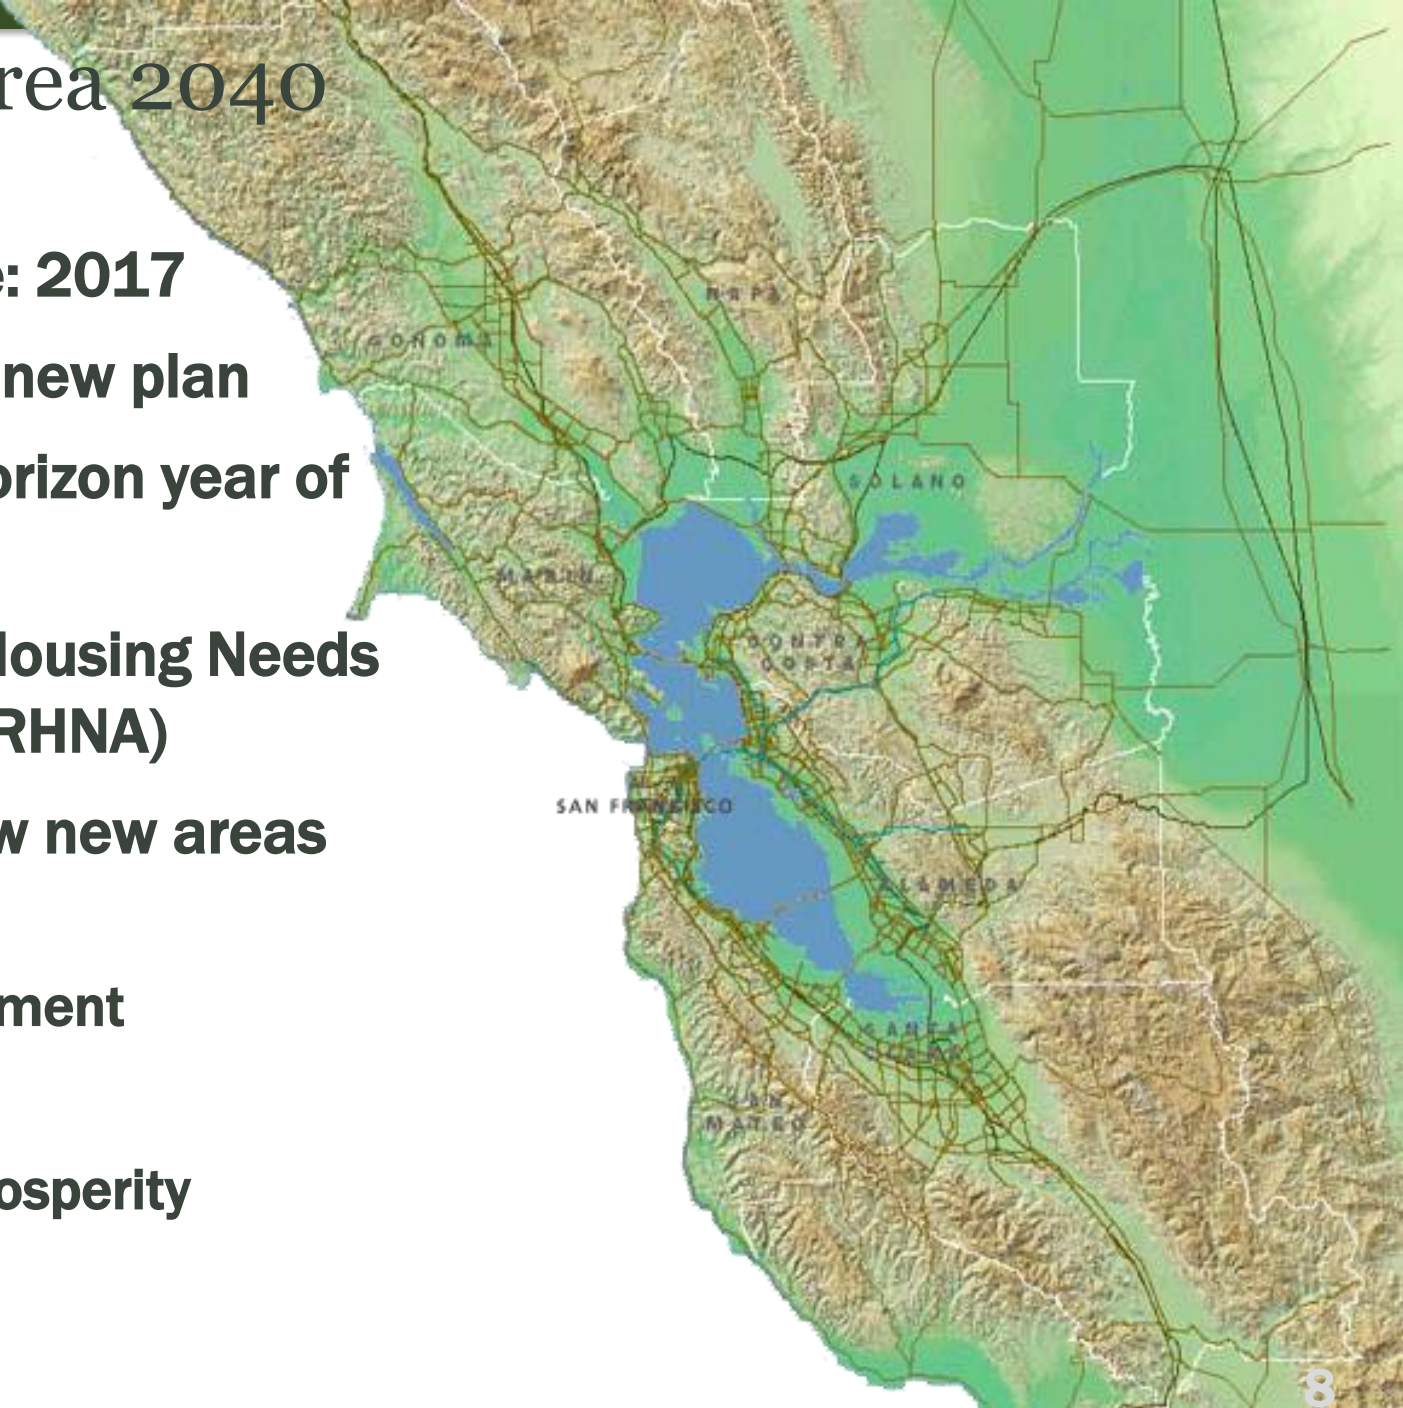 rea 2040
e: 2017
new plan
orizon year of
Housing Needs
RHNA)
w new areas
ment
osperity
NAPA
SONOMA
SOLANO
MARIN
CONTRA
COSTA
SAN FRANCISCO
ALAMEDA
SANTA
CLARA
SAN
MATEO
8